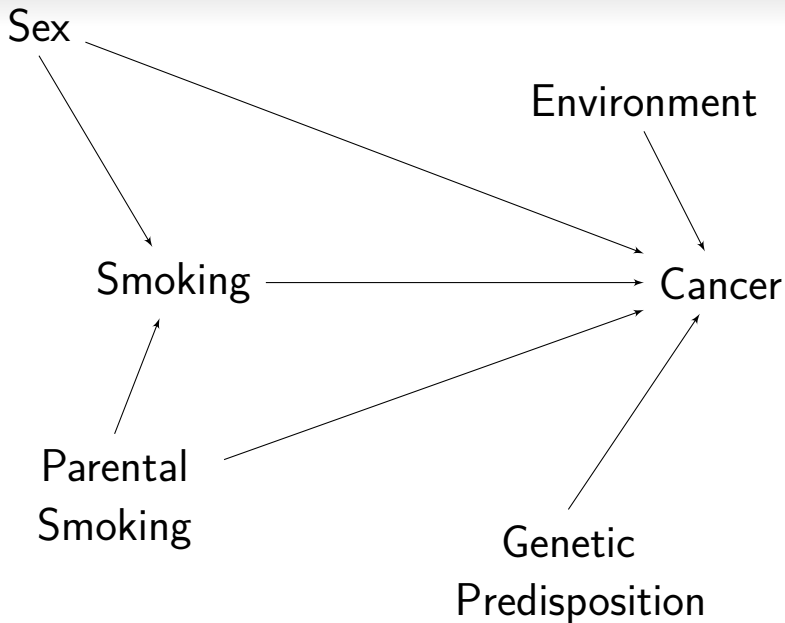 Sex
Environment
Smoking
Cancer
Parental
Smoking
Genetic
Predisposition